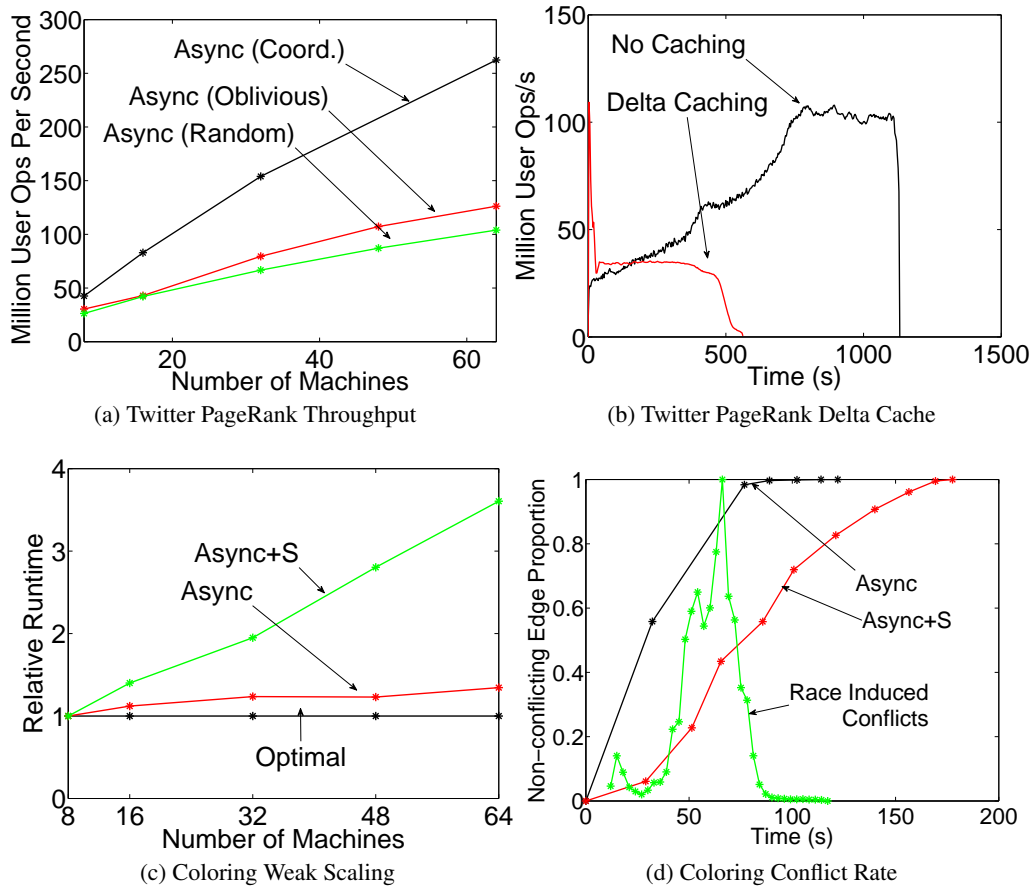 Million User Ops Per Second
300
250
200
150
100
50
0
20
40
60
Async (Coord.)
Async (Oblivious)
Async (Random)
Number of Machines
(a) Twitter PageRank Throughput
Million User Ops/s
150
100
50
0
0
500
1000
1500
No Caching
Delta Caching
Time (s)
(b) Twitter PageRank Delta Cache
Relative Runtime
4
3
2
1
0
8
16
32
48
64
Async+S
Async
Optimal
Number of Machines
(c) Coloring Weak Scaling
Non−conflicting Edge Proportion
1
0.8
0.6
0.4
0.2
0
0
50
100
150
200
Async
Async+S
Race Induced
Conflicts
Time (s)
(d) Coloring Conflict Rate